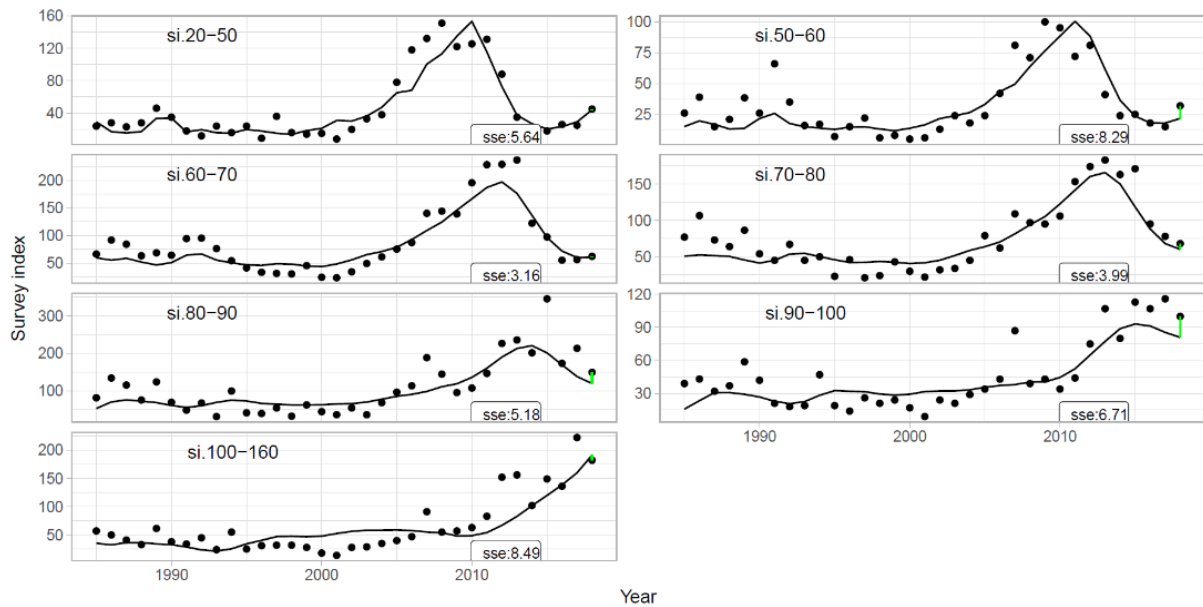 si.20−50
160
120
80
40
sse:5.64
si.50−60
100
75
50
25
sse:8.29
si.60−70
200
150
100
50
sse:3.16
si.70−80
150
100
50
sse:3.99
si.80−90
300
200
100
sse:5.18
si.90−100
120
90
60
30
sse:6.71
1990
2000
2010
si.100−160
200
150
100
50
sse:8.49
1990
2000
2010
Survey index
Year